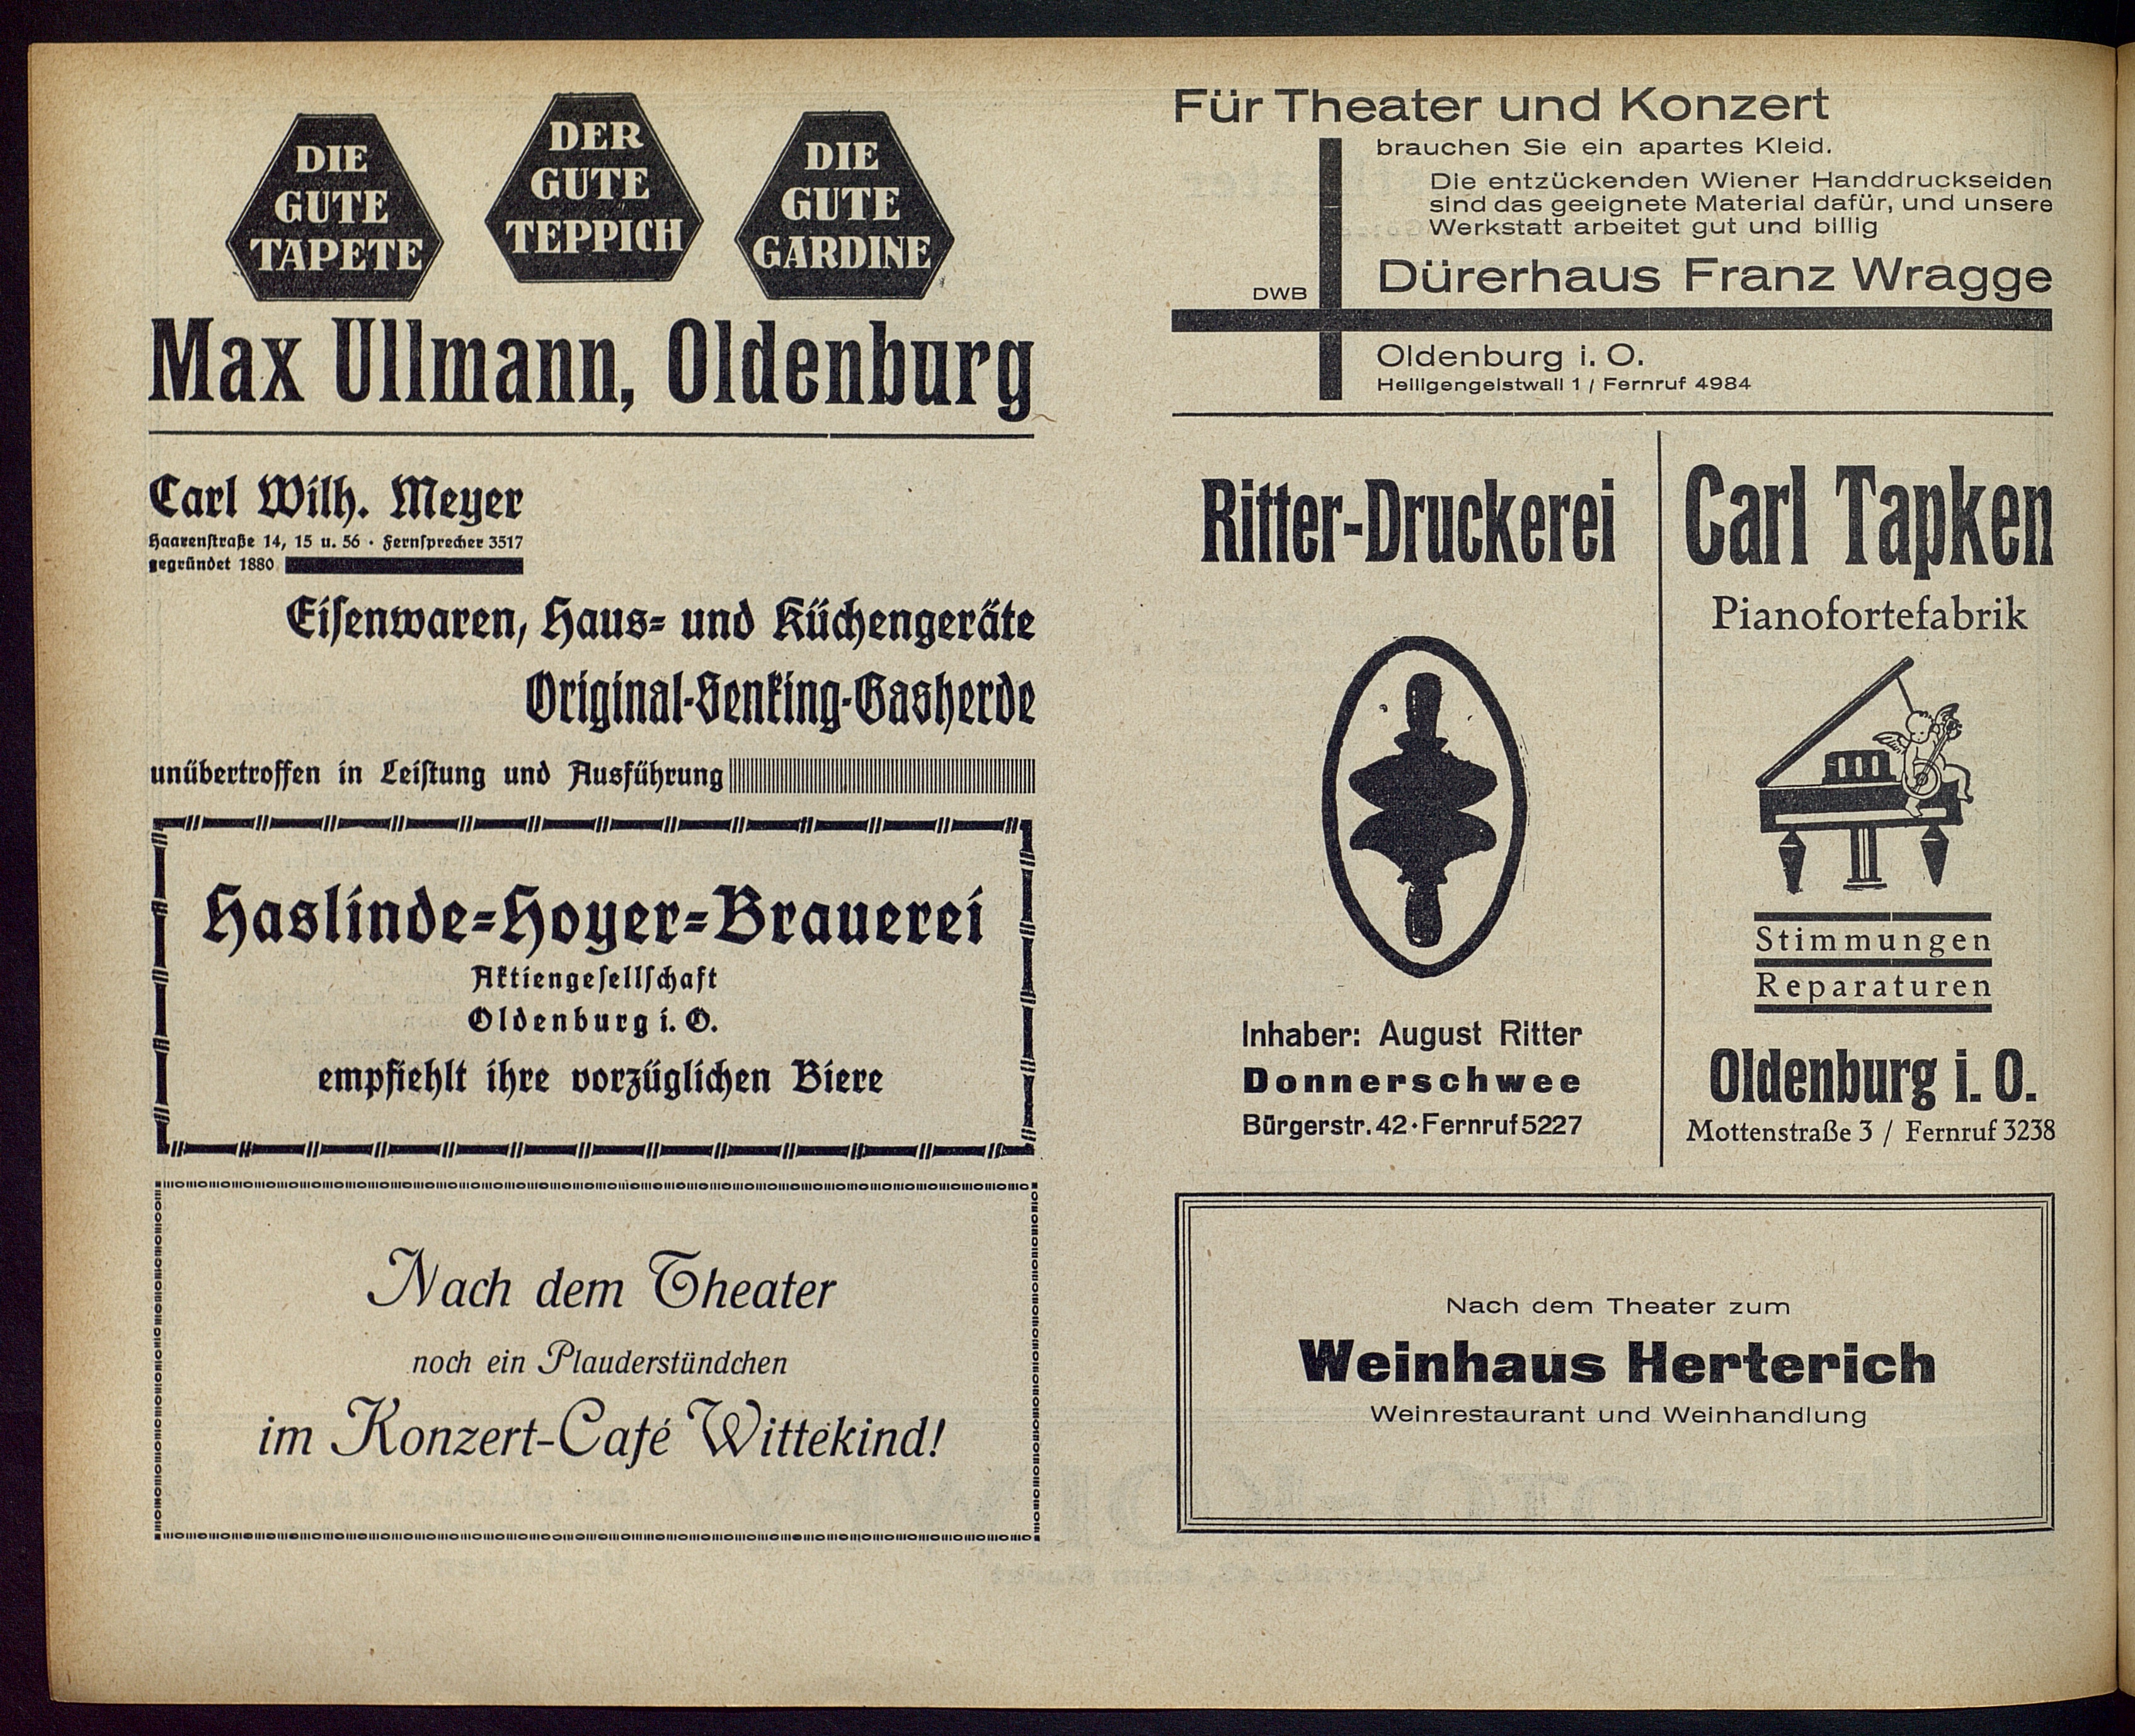 DIE
GUTE
TAPETE
DER
GUTE
TEPPICH
DIE
GUTE
GARDINE
Max Ullmann, Oldenburg
Carl Wilh. Meyer
Haarenſtraße 14, 15 u. 56 · Fernſprecher 3517
gegründet 1880
Eiſenwaren, Haus- und Küchengeräte
Original-Senking-Gasherde
unübertroffen in Leiſtung und Ausführung
Haslinde-Hoyer-Brauerei
Aktiengeſellſchaft
Oldenburg i. O.
empfiehlt ihre vorzüglichen Biere
Nach dem Theater
noch ein Plauderstündchen
im Konzert-Café Wittekind!
Für Theater und Konzert
brauchen Sie ein apartes Kleid.
Die entzückenden Wiener Handdruckseiden
sind das geeignete Material dafür, und unsere
Werkstatt arbeitet gut und billig
DWB
Dürerhaus Franz Wragge
Oldenburg i. O.
Heiligengeistwall 1 / Fernruf 4984
Ritter-Druckerei
Inhaber: August Ritter
Donnerschwee
Bürgerstr. 42 · Fernruf 5227
Carl Tapken
Pianofortefabrik
Stimmungen
Reparaturen
Oldenburg i. O.
Mottenstraße 3 / Fernruf 3238
Nach dem Theater zum
Weinhaus Herterich
Weinrestaurant und Weinhandlung